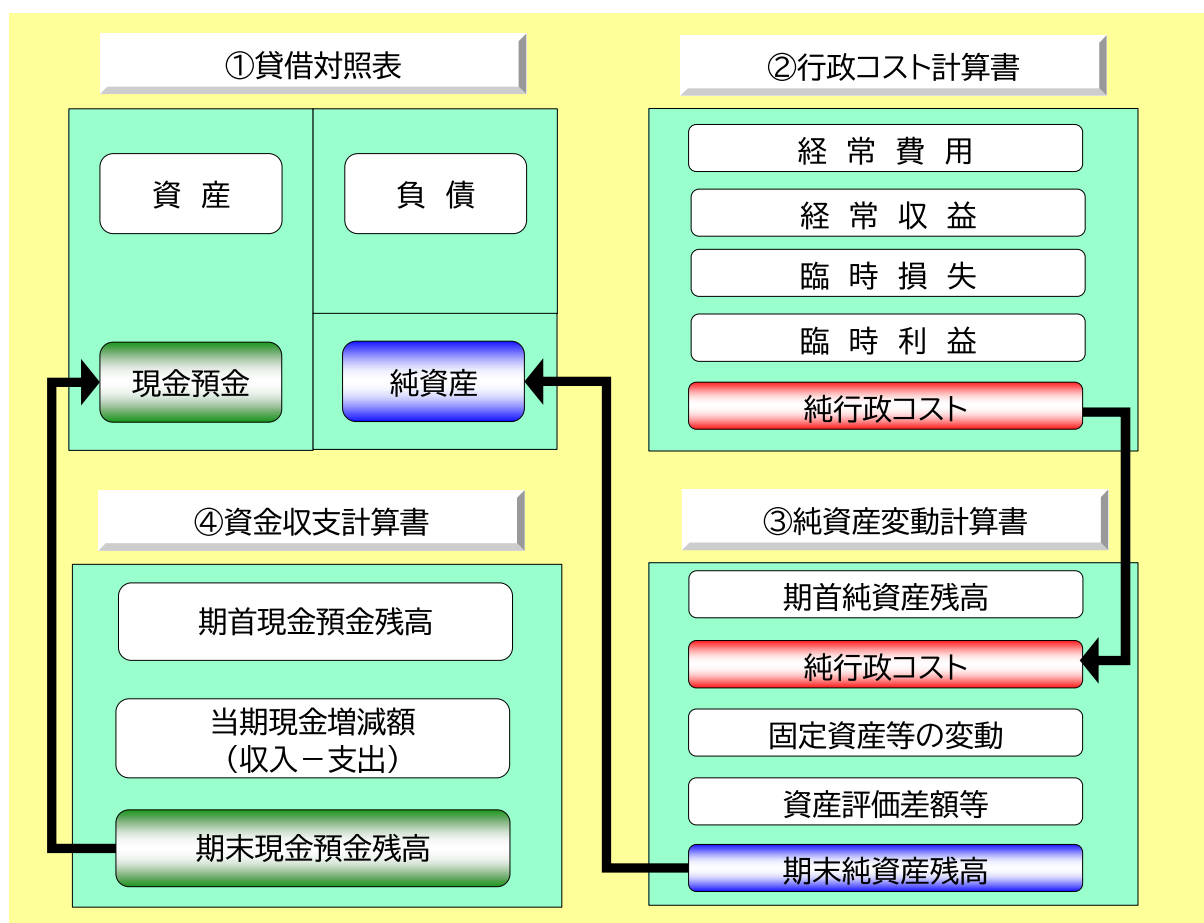 ①貸借対照表
資 産
負 債
現金預金
純資産
②行政コスト計算書
経 常 費 用
経 常 収 益
臨 時 損 失
臨 時 利 益
純行政コスト
④資金収支計算書
期首現金預金残高
当期現金増減額
（収入－支出）
期末現金預金残高
③純資産変動計算書
期首純資産残高
純行政コスト
固定資産等の変動
資産評価差額等
期末純資産残高